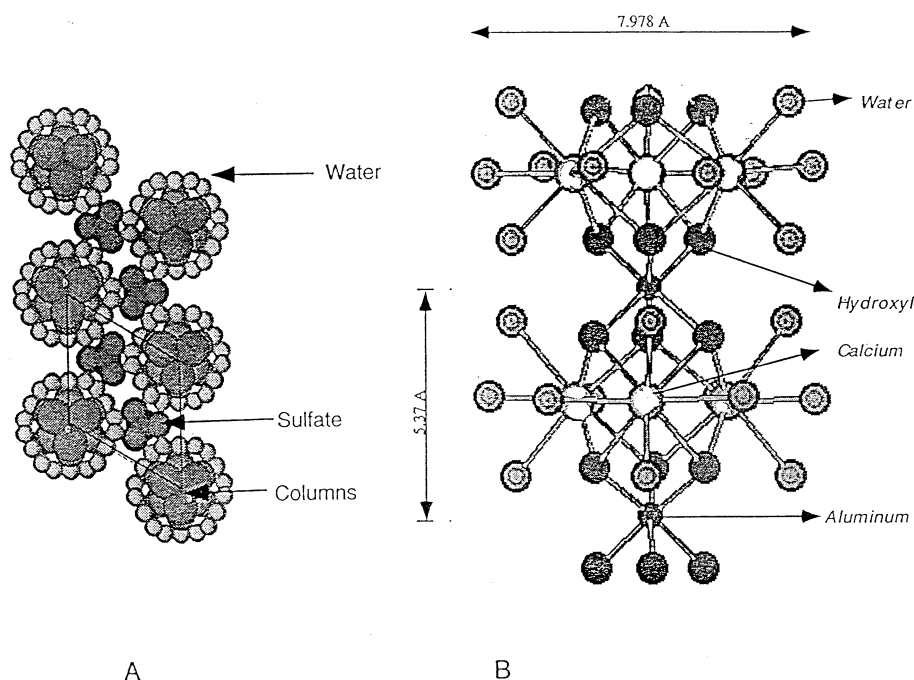 7.978 A
Water
Water
Hydroxyl
Calcium
5.37 A
Sulfate
Columns
Aluminum
A
B